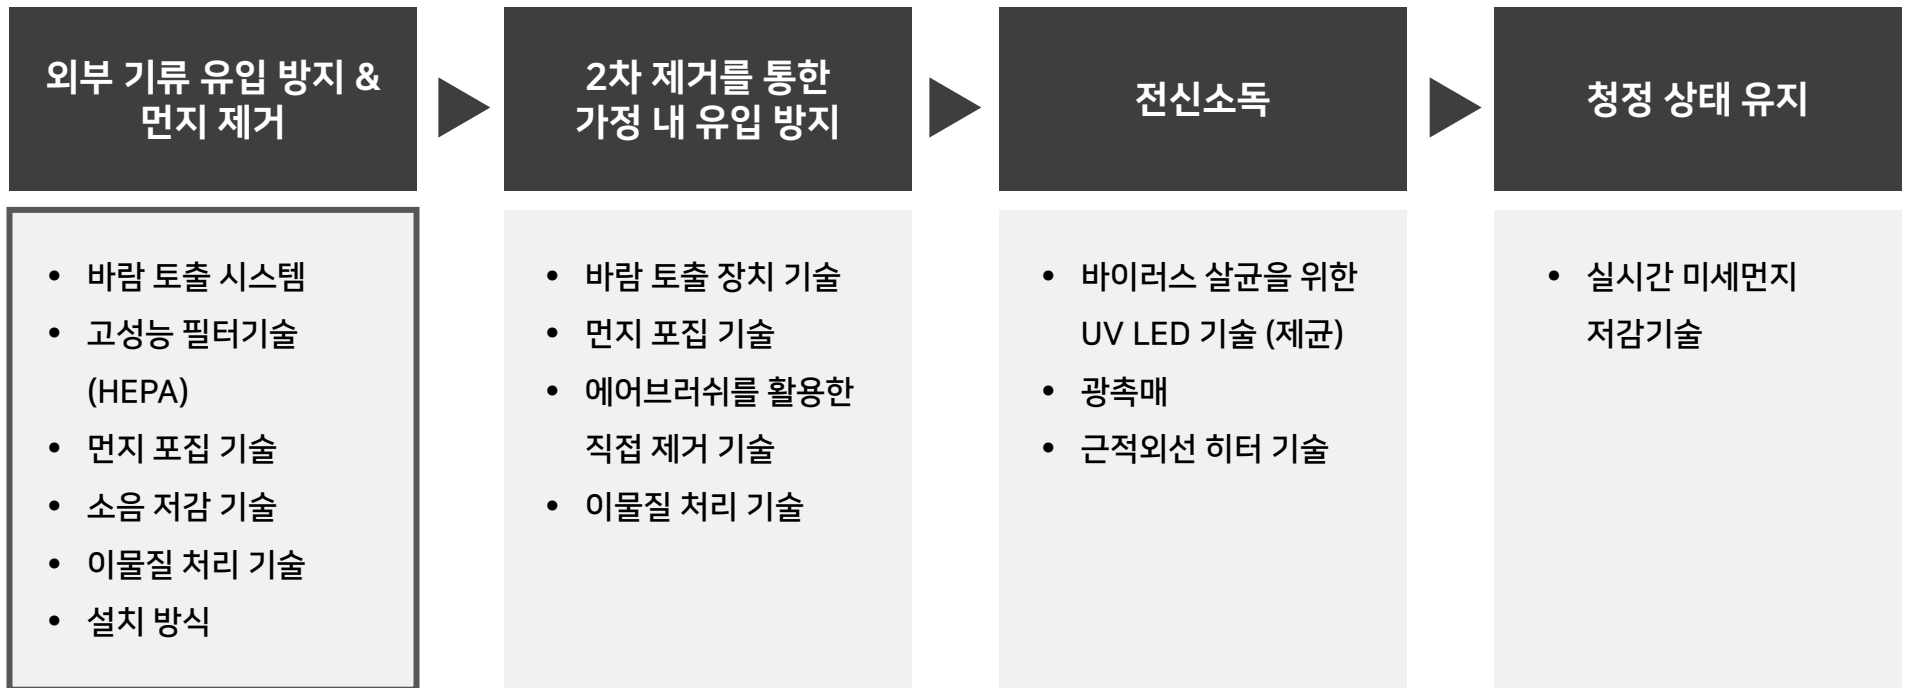 외부 기류 유입 방지 &
먼지 제거
2차 제거를 통한
가정 내 유입 방지
전신소독
청정 상태 유지
• 바람 토출 시스템
• 고성능 필터기술
(HEPA)
• 먼지 포집 기술
• 소음 저감 기술
• 이물질 처리 기술
• 설치 방식
• 바람 토출 장치 기술
• 먼지 포집 기술
• 에어브러쉬를 활용한
직접 제거 기술
• 이물질 처리 기술
• 바이러스 살균을 위한
UV LED 기술 (제균)
• 광촉매
• 근적외선 히터 기술
• 실시간 미세먼지
저감기술